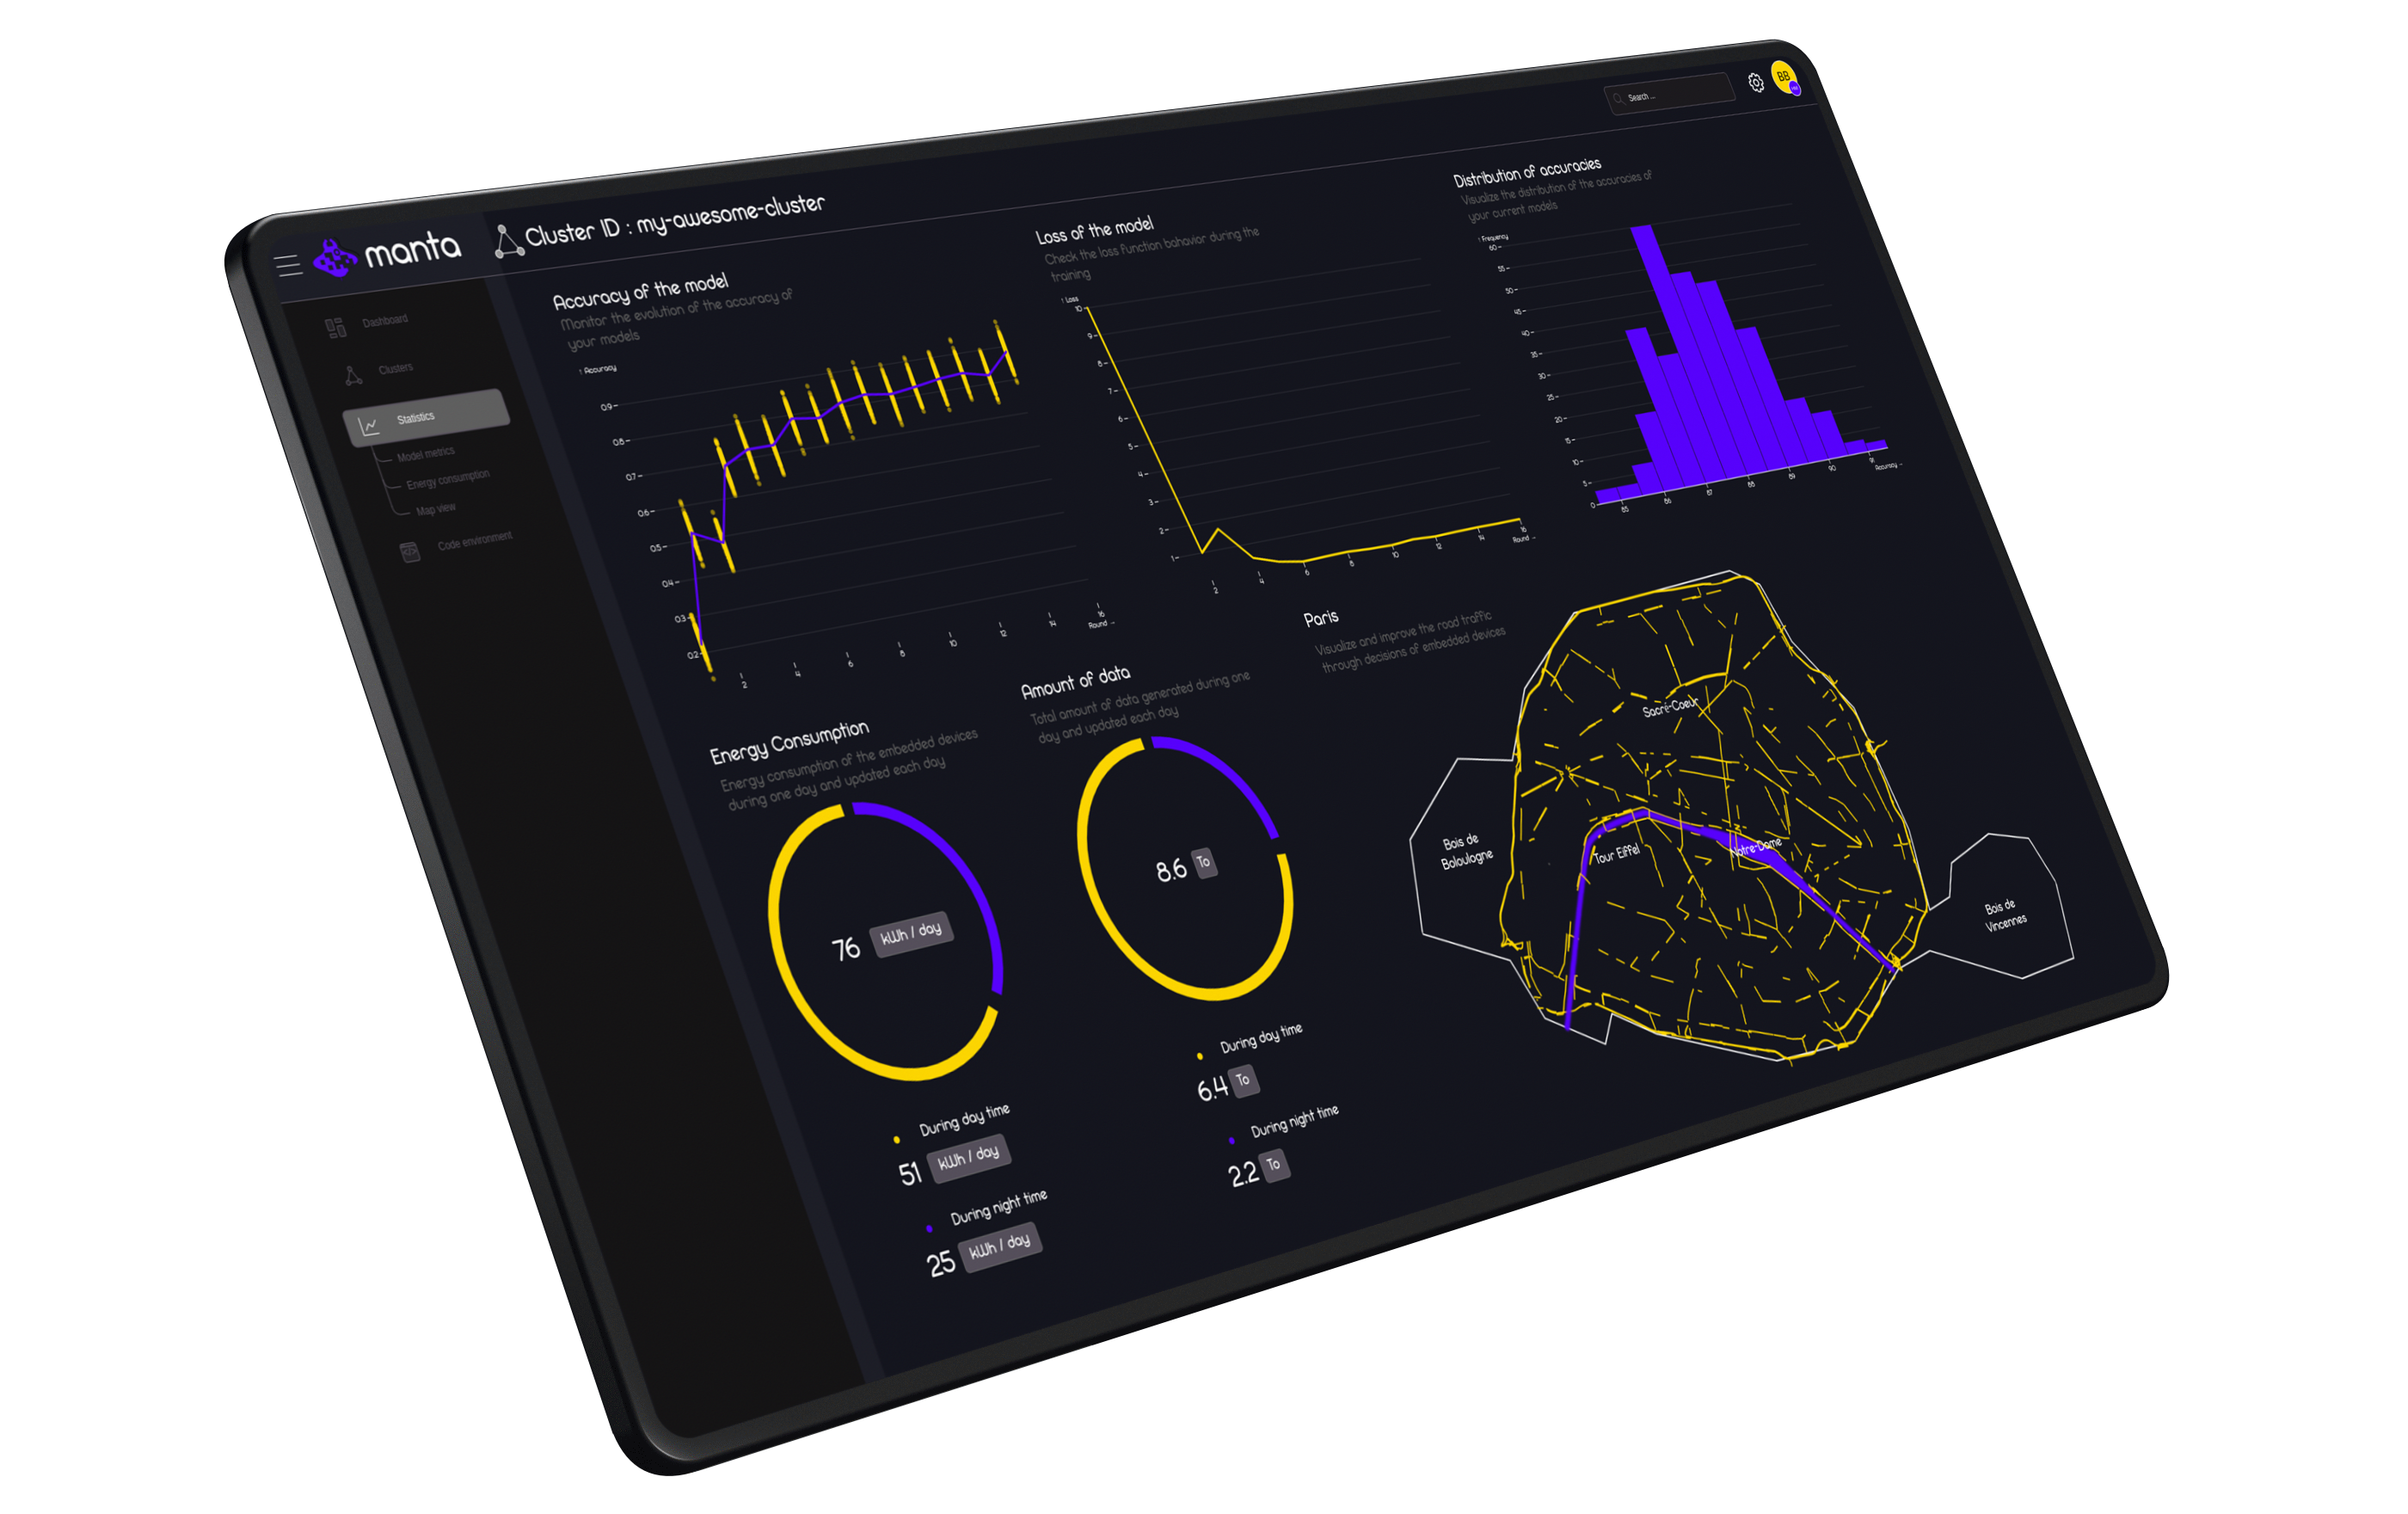 manta
Cluster ID : my-awesome-cluster
Search ...
BB
Dashboard
Clusters
Statistics
Model metrics
Energy consumption
Map view
Code environment
Accuracy of the model
Monitor the evolution of the accuracy of
your models
↑ Accuracy
0.9
0.8
0.7
0.6
0.5
0.4
0.3
0.2
2
4
6
8
10
12
14
16
Round →
Loss of the model
Check the loss function bahavior during the
training
↑ Loss
10
9
8
7
6
5
4
3
2
1
2
4
6
8
10
12
14
16
Round →
Distribution of accuracies
Visualize the distribution of the accuracies of
your current models
↑ Frequency
60
55
50
45
40
35
30
25
20
15
10
5
0
85
86
87
88
89
90
91
Accuracy →
Energy Consumption
Energy consumption of the embedded devices
during one day and updated each day
76 kWh / day
During day time
51 kWh / day
During night time
25 kWh / day
Amount of data
Total amount of data generated during one
day and updated each day
8.6 To
During day time
6.4 To
During night time
2.2 To
Paris
Visualize and improve the road traffic
through decisions of embedded devices
Sacré-Coeur
Tour Eiffel
Notre-Dame
Bois de
Boloulogne
Bois de
Vincennes